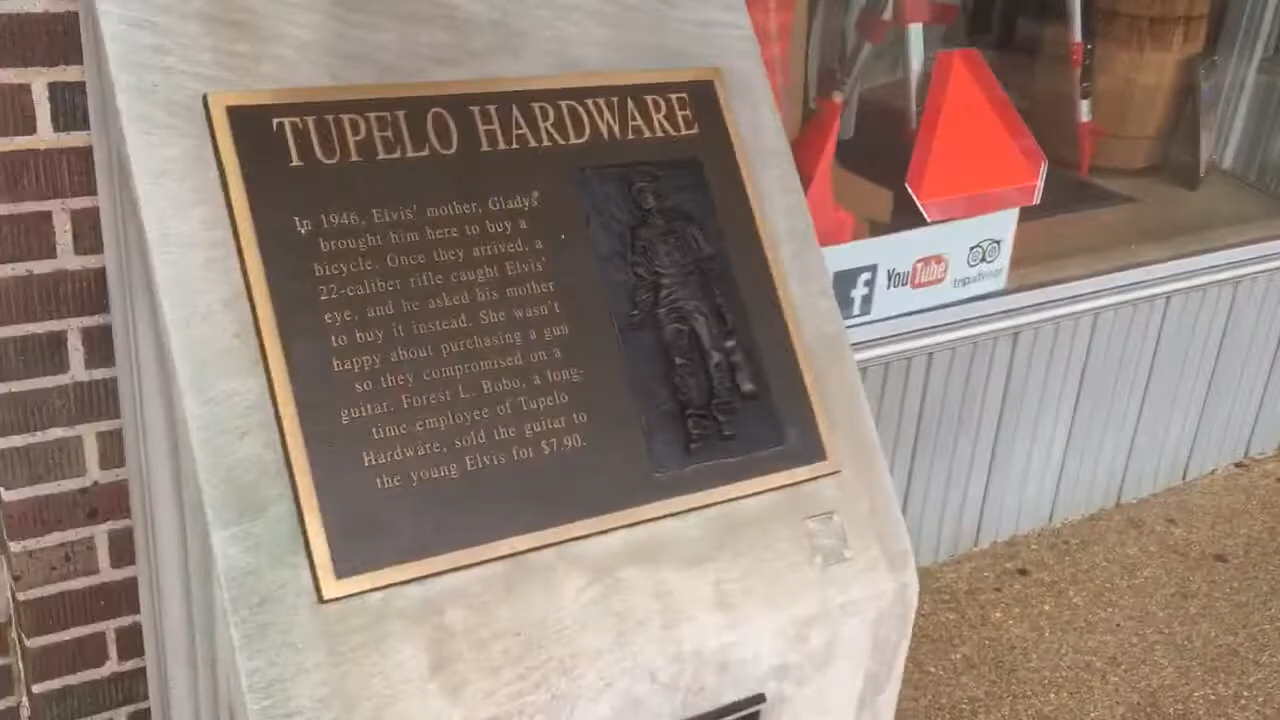 TUPELO HARDWARE
In 1946, Elvis' mother, Gladys
brought him here to buy a
bicycle. Once they arrived, a
22-caliber rifle caught Elvis'
eye, and he asked his mother
to buy it instead. She wasn't
happy about purchasing a gun
so they compromised on a
guitar. Forest L. Bobo, a long-
time employee of Tupelo
Hardware, sold the guitar to
the young Elvis for $7.90.
f
YouTube
tripadvisor